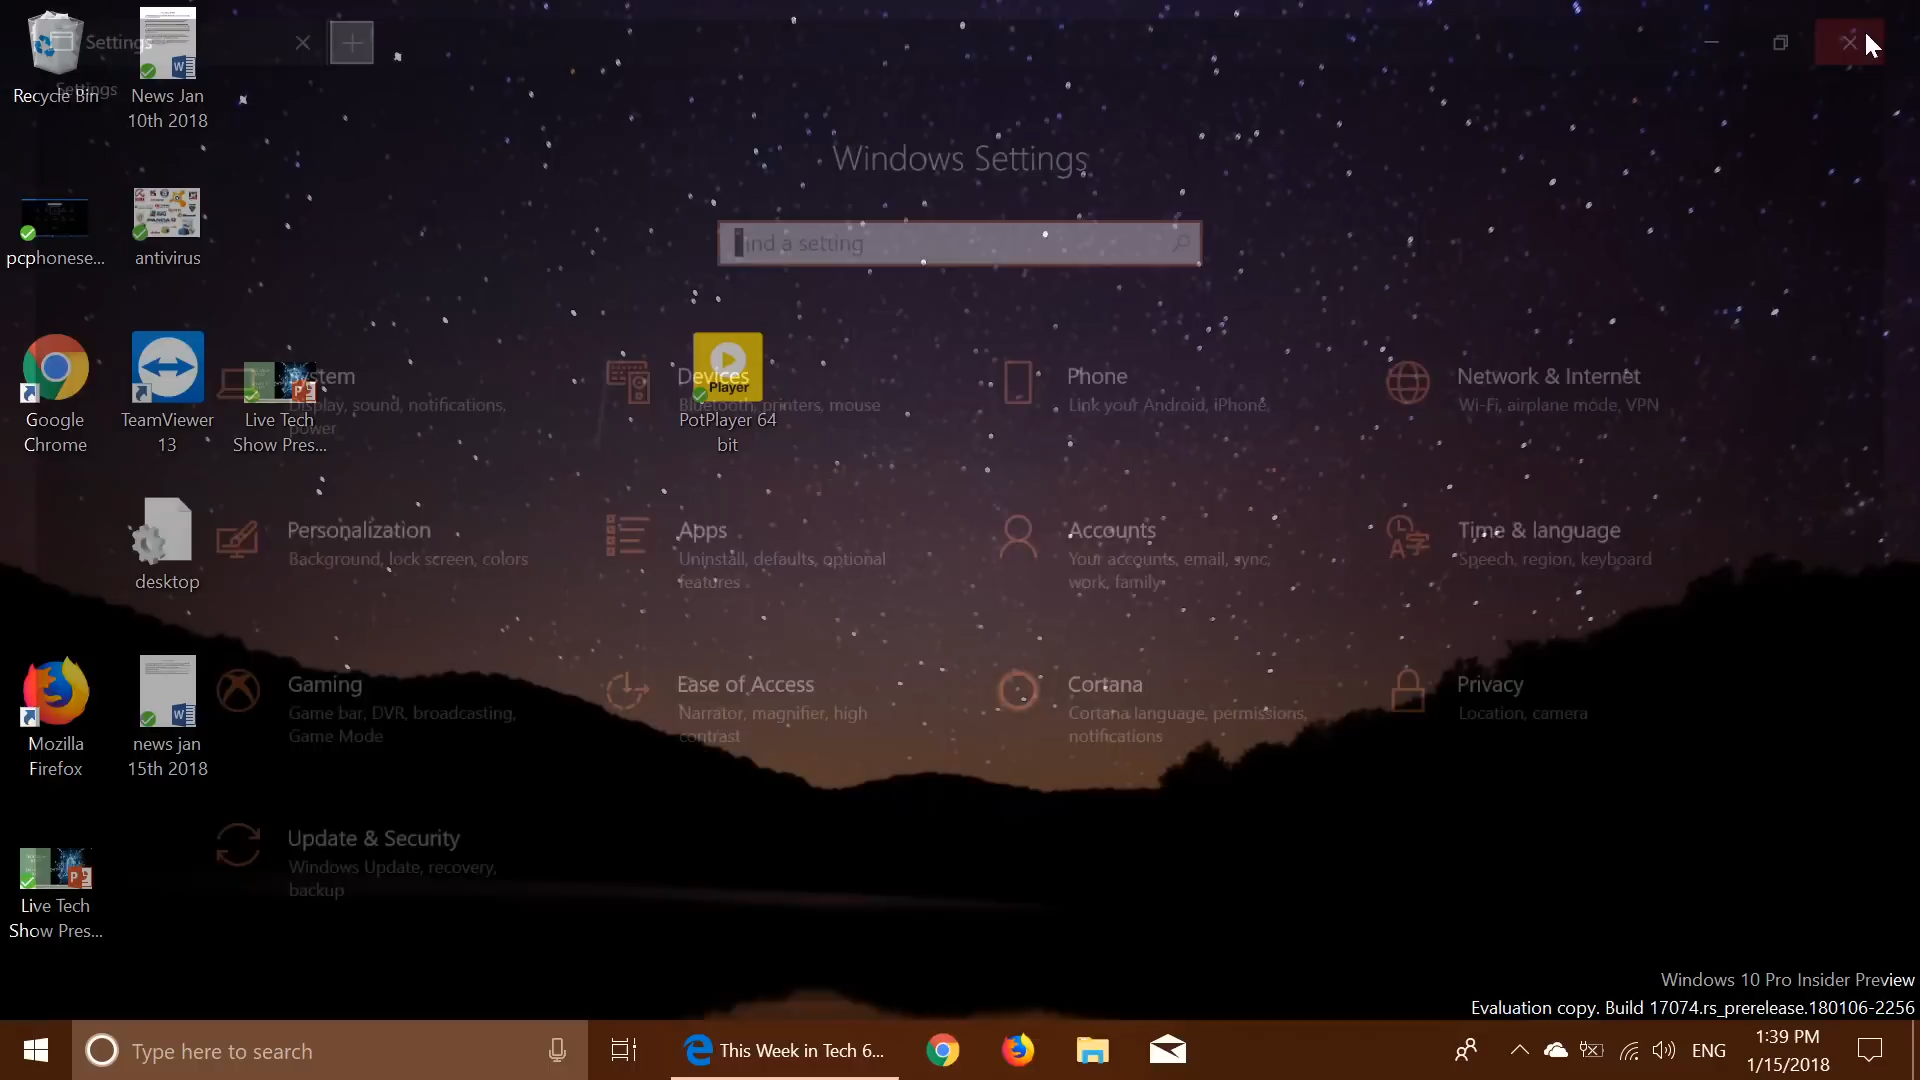 Settings
Settings
Recycle Bin
News Jan
10th 2018
Windows Settings
Find a setting
pcphonese...
antivirus
Google
Chrome
TeamViewer
13
Live Tech
Show Pres...
Player
PotPlayer 64
bit
System
Display, sound, notifications,
power
Devices
Bluetooth, printers, mouse
Phone
Link your Android, iPhone
Network & Internet
Wi-Fi, airplane mode, VPN
desktop
Personalization
Background, lock screen, colors
Apps
Uninstall, defaults, optional
features
Accounts
Your accounts, email, sync,
work, family
Time & language
Speech, region, keyboard
Mozilla
Firefox
news jan
15th 2018
Gaming
Game bar, DVR, broadcasting,
Game Mode
Ease of Access
Narrator, magnifier, high
contrast
Cortana
Cortana language, permissions,
notifications
Privacy
Location, camera
Update & Security
Windows Update, recovery,
backup
Live Tech
Show Pres...
Windows 10 Pro Insider Preview
Evaluation copy. Build 17074.rs_prerelease.180106-2256
Type here to search
This Week in Tech 6...
ENG
1:39 PM
1/15/2018